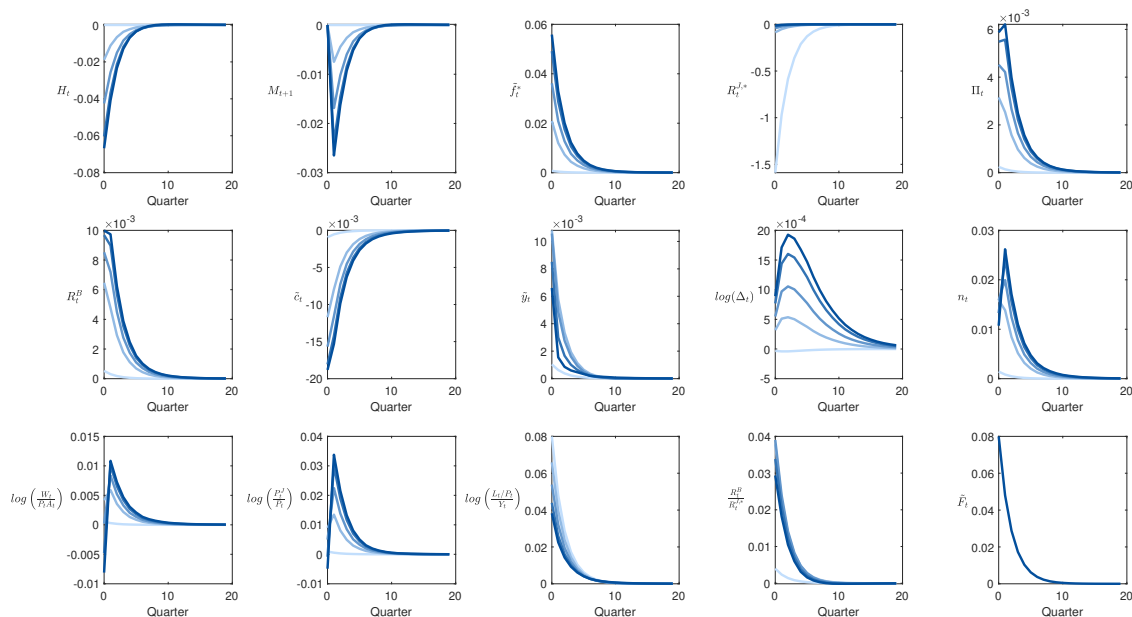 0
-0.02
-0.04
-0.06
-0.08
H_t
0 10 20
Quarter
0
-0.01
-0.02
-0.03
M_{t+1}
0 10 20
Quarter
0.06
0.04
0.02
0
\tilde{f}_t^*
0 10 20
Quarter
0
-0.5
-1
-1.5
R_t^{J,*}
0 10 20
Quarter
×10^{-3}
6
4
2
0
Π_t
0 10 20
Quarter
×10^{-3}
10
8
6
4
2
0
R_t^B
0 10 20
Quarter
×10^{-3}
0
-5
-10
-15
-20
\tilde{c}_t
0 10 20
Quarter
×10^{-3}
10
8
6
4
2
0
\tilde{y}_t
0 10 20
Quarter
×10^{-4}
20
15
10
5
0
-5
log(Δ_t)
0 10 20
Quarter
0.03
0.02
0.01
0
n_t
0 10 20
Quarter
0.015
0.01
0.005
0
-0.005
-0.01
log(W_t/P_tA_t)
0 10 20
Quarter
0.04
0.03
0.02
0.01
0
-0.01
log(P_t^J/P_t)
0 10 20
Quarter
0.08
0.06
0.04
0.02
0
log(L_t/P_t/Y_t)
0 10 20
Quarter
0.04
0.03
0.02
0.01
0
R_t^B/R_t^{J,*}
0 10 20
Quarter
0.08
0.06
0.04
0.02
0
\tilde{F}_t
0 10 20
Quarter